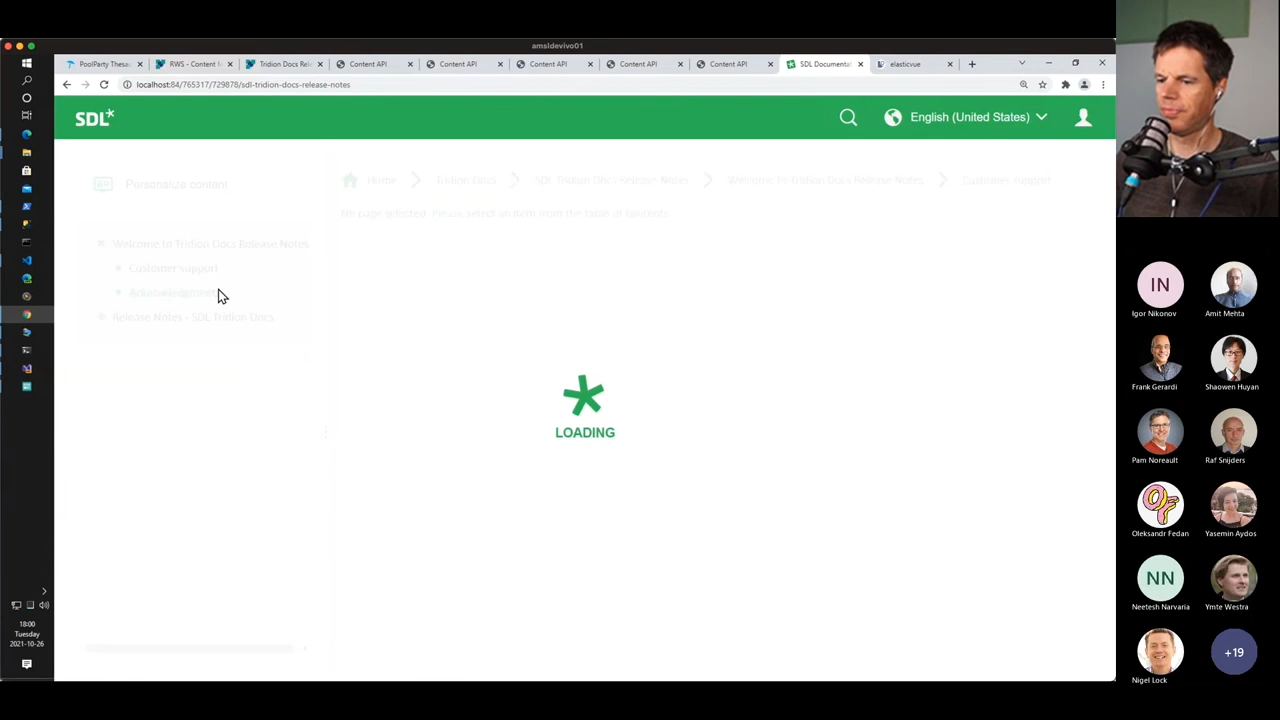 amsldevivo01
PoolParty Thesau
RWS - Content M
Tridion Docs Rele
Content API
Content API
Content API
Content API
Content API
SDL Documenta
elasticvue
localhost:84/765317/729878/sdl-tridion-docs-release-notes
SDL*
English (United States)
Personalize content
Home
Tridion Docs
SDL Tridion Docs Release Notes
Welcome to Tridion Docs Release Notes
Customer support
No page selected. Please select an item from the table of contents.
Welcome to Tridion Docs Release Notes
Customer support
Release Notes - SDL Tridion Docs
LOADING
18:00
Tuesday
2021-10-26
IN
Igor Nikonov
Amit Mehta
Frank Gerardi
Shaowen Huyan
Pam Noreault
Raf Snijders
OF
Oleksandr Fedan
Yasemin Aydos
NN
Neetesh Narvaria
Ymte Westra
Nigel Lock
+19